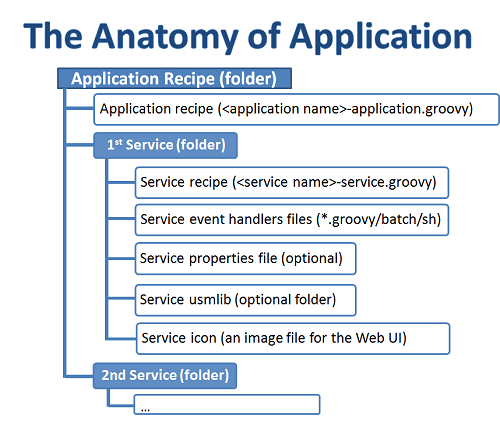 The Anatomy of Application
Application Recipe (folder)
Application recipe (<application name>-application.groovy)
1st Service (folder)
Service recipe (<service name>-service.groovy)
Service event handlers files (*.groovy/batch/sh)
Service properties file (optional)
Service usmlib (optional folder)
Service icon (an image file for the Web UI)
2nd Service (folder)
...